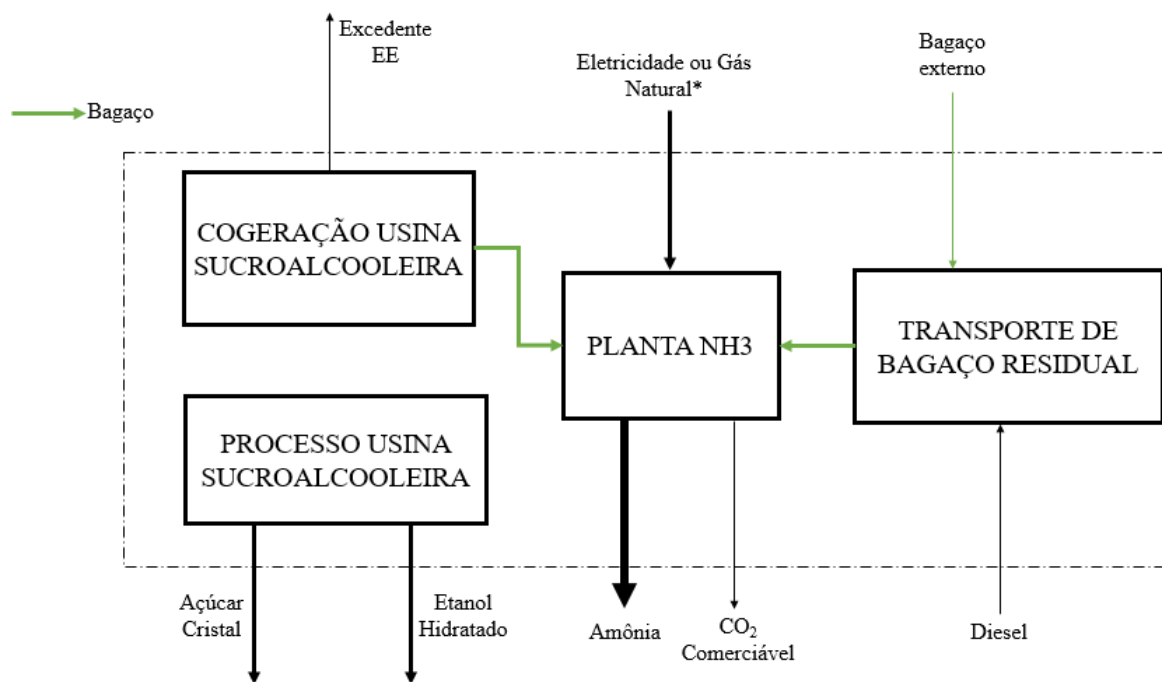 Excedente
EE
Eletricidade ou Gás
Natural*
Bagaço
externo
Bagaço
COGERAÇÃO USINA
SUCROALCOOLEIRA
PLANTA NH3
TRANSPORTE DE
BAGAÇO RESIDUAL
PROCESSO USINA
SUCROALCOOLEIRA
Açúcar
Cristal
Etanol
Hidratado
Amônia
CO₂
Comerciável
Diesel